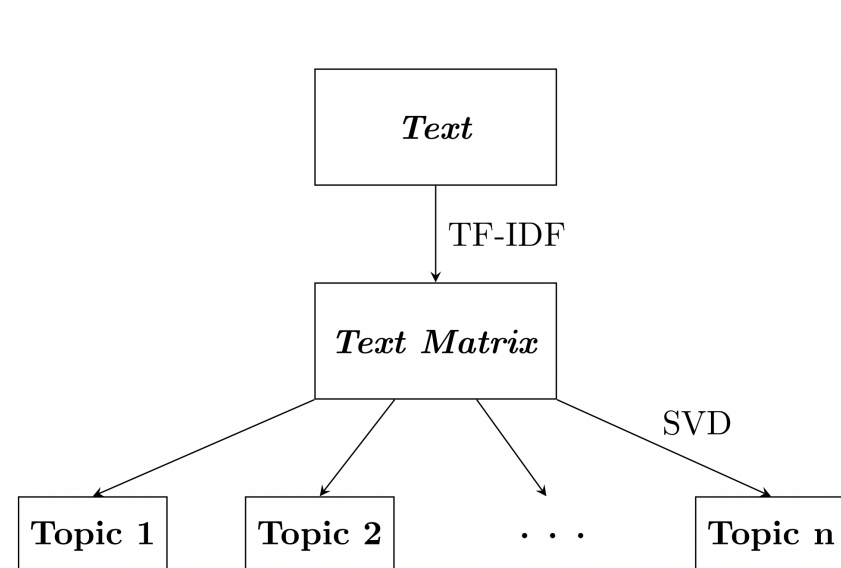 Text
TF-IDF
Text Matrix
SVD
Topic 1
Topic 2
. . .
Topic n